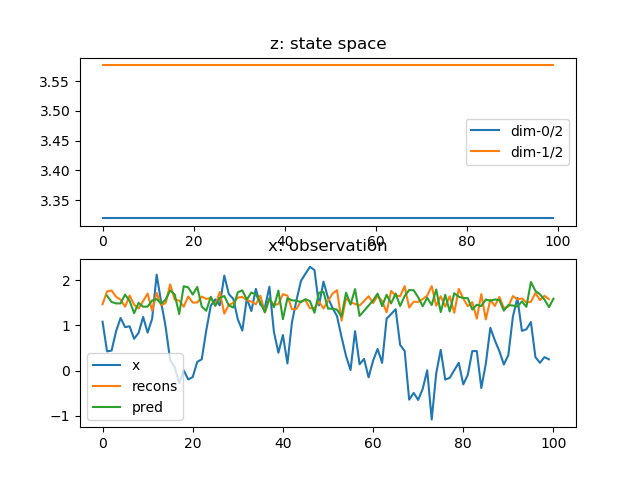 z: state space
3.55
3.50
3.45
3.40
3.35
dim-0/2
dim-1/2
0 20 40 60 80 100
x: observation
2
1
0
−1
x
recons
pred
0 20 40 60 80 100